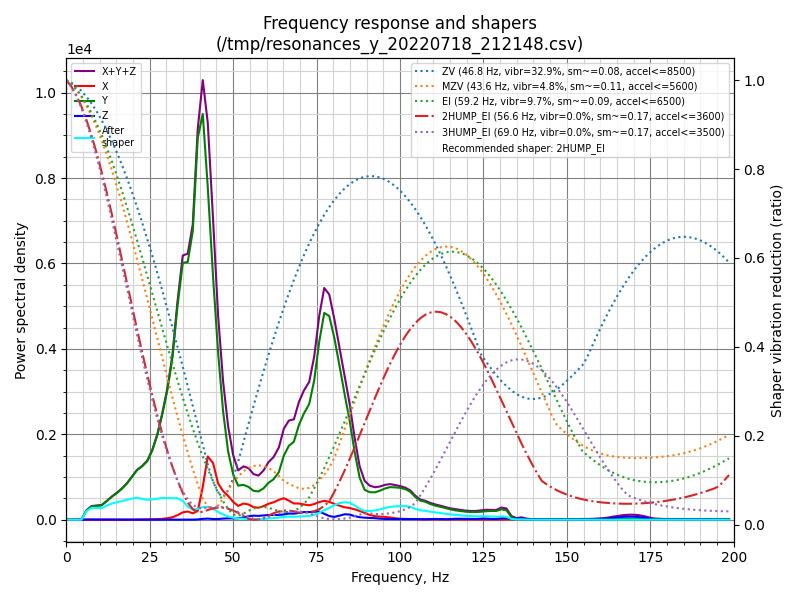 Frequency response and shapers
(/tmp/resonances_y_20220718_212148.csv)
1e4
X+Y+Z
X
Y
Z
After
shaper
ZV (46.8 Hz, vibr=32.9%, sm~=0.08, accel<=8500)
MZV (43.6 Hz, vibr=4.8%, sm~=0.11, accel<=5600)
EI (59.2 Hz, vibr=9.7%, sm~=0.09, accel<=6500)
2HUMP_EI (56.6 Hz, vibr=0.0%, sm~=0.17, accel<=3600)
3HUMP_EI (69.0 Hz, vibr=0.0%, sm~=0.17, accel<=3500)
Recommended shaper: 2HUMP_EI
Power spectral density
1.0
0.8
0.6
0.4
0.2
0.0
1.0
0.8
0.6
0.4
0.2
0.0
Shaper vibration reduction (ratio)
0 25 50 75 100 125 150 175 200
Frequency, Hz